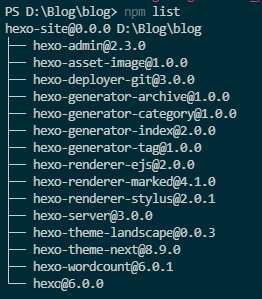 PS D:\Blog\blog> npm list
hexo-site@0.0.0 D:\Blog\blog
├── hexo-admin@2.3.0
├── hexo-asset-image@1.0.0
├── hexo-deployer-git@3.0.0
├── hexo-generator-archive@1.0.0
├── hexo-generator-category@1.0.0
├── hexo-generator-index@2.0.0
├── hexo-generator-tag@1.0.0
├── hexo-renderer-ejs@2.0.0
├── hexo-renderer-marked@4.1.0
├── hexo-renderer-stylus@2.0.1
├── hexo-server@3.0.0
├── hexo-theme-landscape@0.0.3
├── hexo-theme-next@8.9.0
├── hexo-wordcount@6.0.1
└── hexo@6.0.0